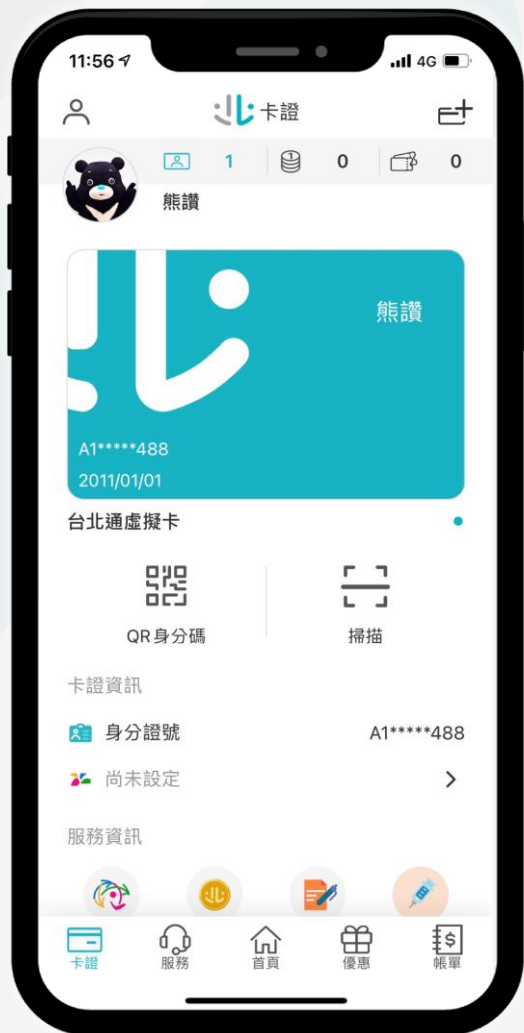 11:56
4G
卡證
1 0 0
熊讚
熊讚
A1*****488
2011/01/01
台北通虛擬卡
QR身分碼 掃描
卡證資訊
身分證號 A1*****488
尚未設定
服務資訊
卡證 服務 首頁 優惠 帳單